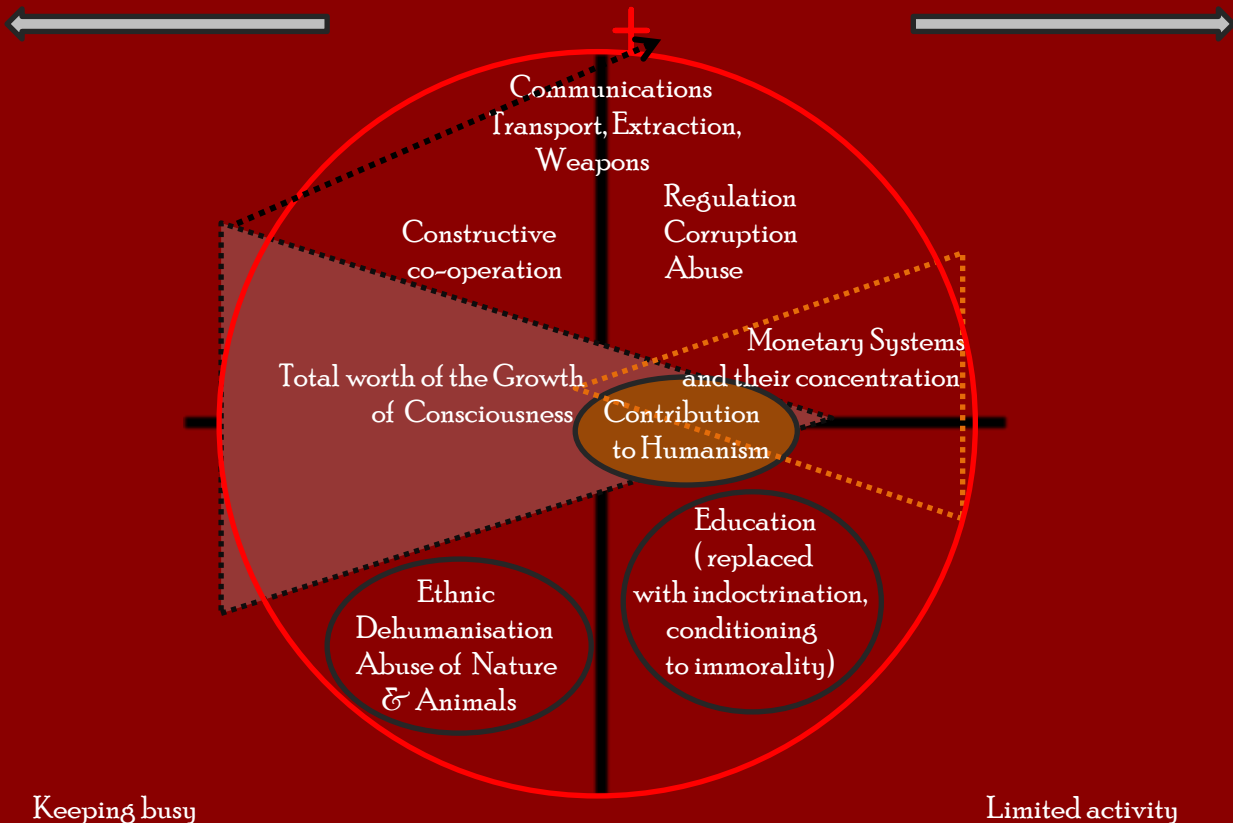 Communications
Transport, Extraction,
Weapons
Regulation
Corruption
Abuse
Constructive
co-operation
Monetary Systems
and their concentration
Total worth of the Growth
of Consciousness
Contribution
to Humanism
Education
( replaced
with indoctrination,
conditioning
to immorality)
Ethnic
Dehumanisation
Abuse of Nature
& Animals
Keeping busy
Limited activity